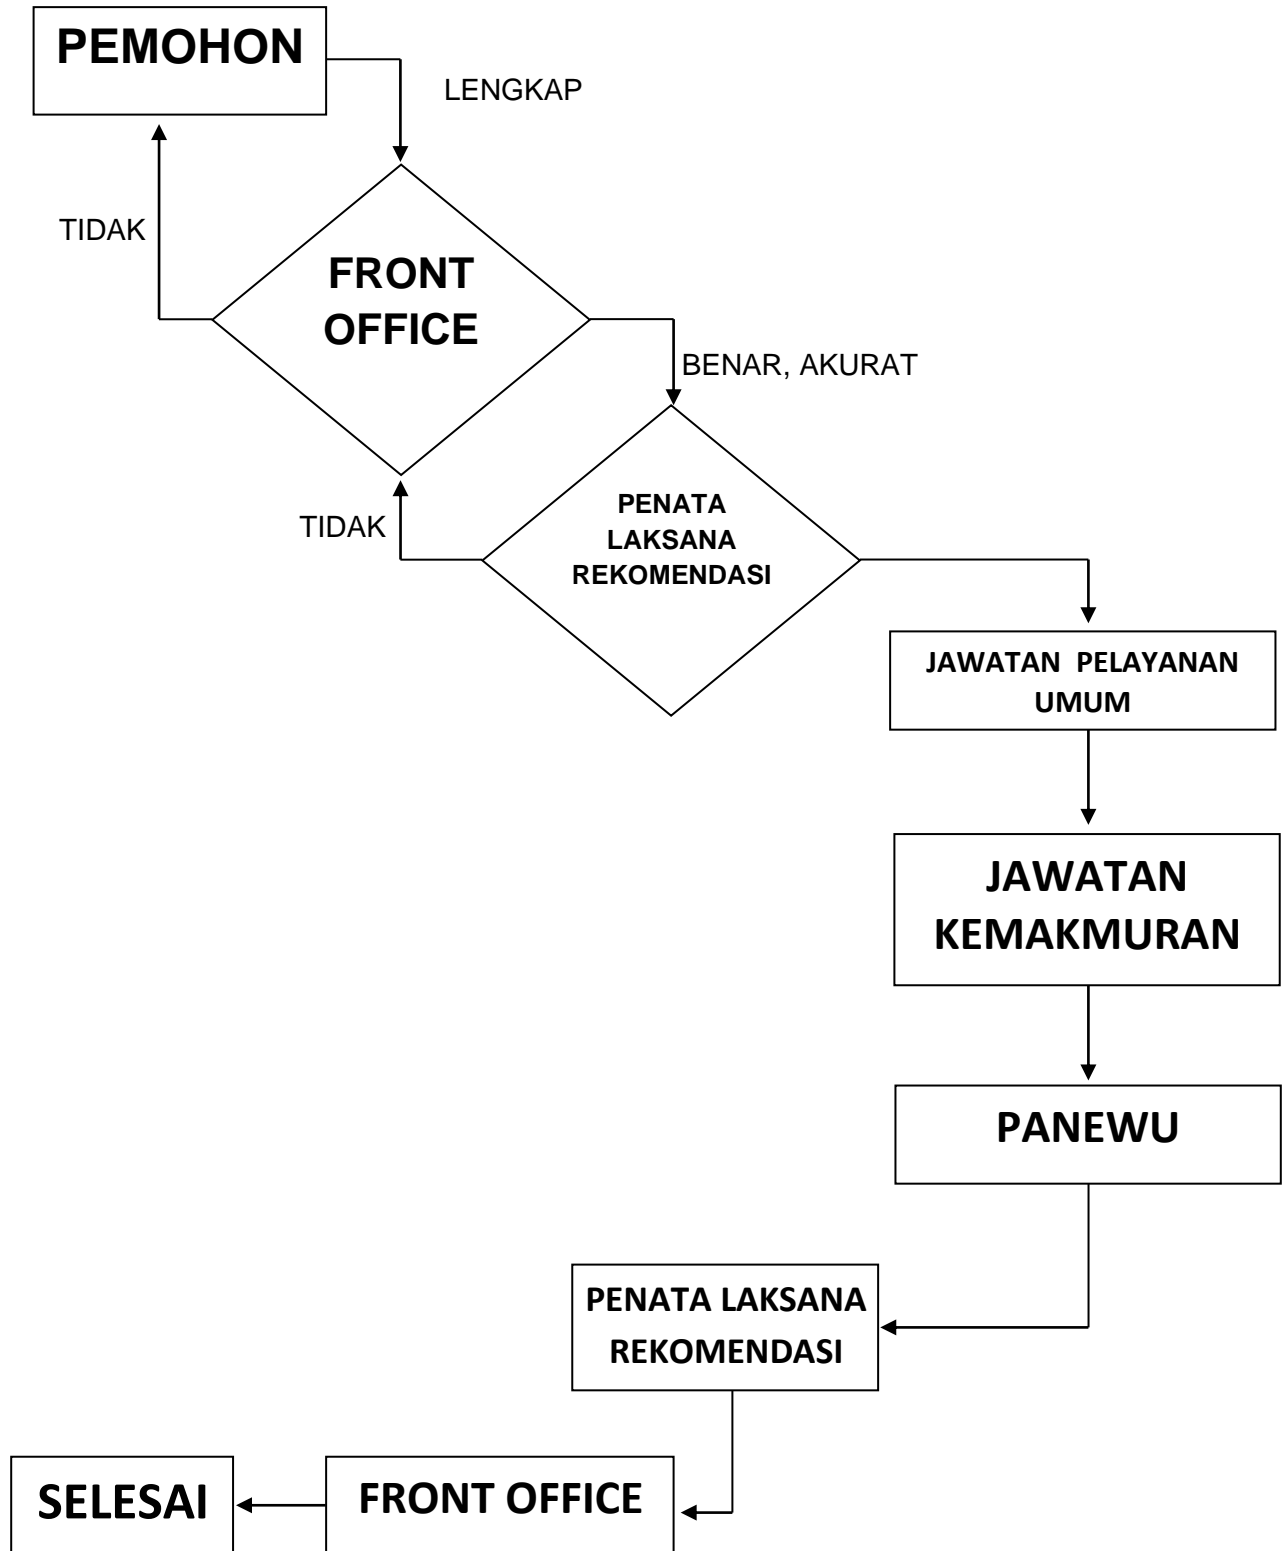 PEMOHON
LENGKAP
TIDAK
FRONT
OFFICE
BENAR, AKURAT
TIDAK
PENATA
LAKSANA
REKOMENDASI
JAWATAN  PELAYANAN
UMUM
JAWATAN
KEMAKMURAN
PANEWU
PENATA LAKSANA
REKOMENDASI
SELESAI
FRONT OFFICE